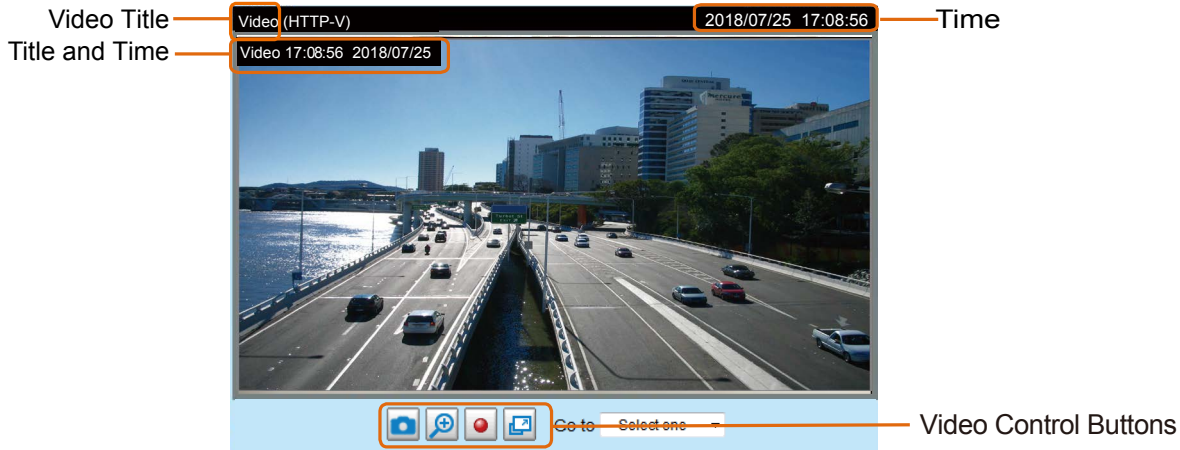 Video Title
Video (HTTP-V)
2018/07/25 17:08:56
Time
Title and Time
Video 17:08:56 2018/07/25
Mercure
Go to
Select one
Video Control Buttons